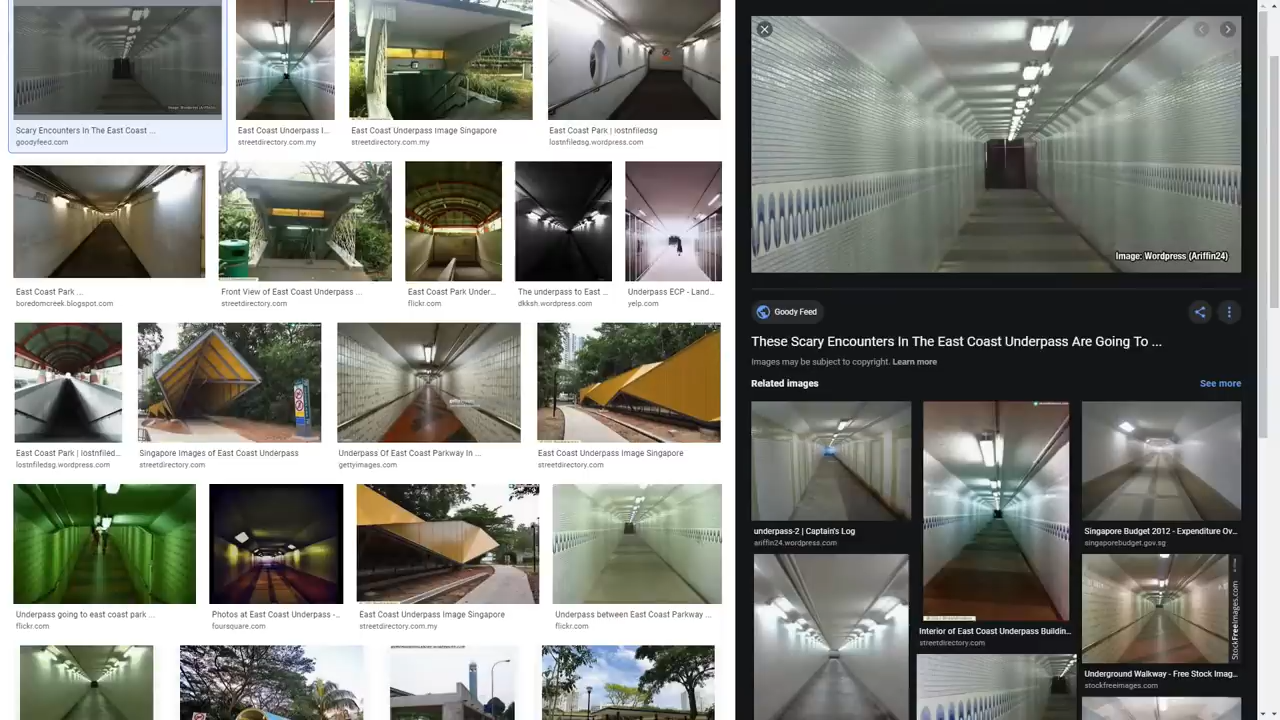 Scary Encounters In The East Coast ...
goodyfeed.com
East Coast Underpass I...
streetdirectory.com.my
East Coast Underpass Image Singapore
streetdirectory.com.my
East Coast Park | lostnfiledsg
lostnfiledsg.wordpress.com
East Coast Park ...
boredomcreek.blogspot.com
Front View of East Coast Underpass ...
streetdirectory.com
East Coast Park Under...
flickr.com
The underpass to East ...
dkksh.wordpress.com
Underpass ECP - Land...
yelp.com
East Coast Park | lostnfiled...
lostnfiledsg.wordpress.com
Singapore Images of East Coast Underpass
streetdirectory.com
Underpass Of East Coast Parkway In ...
gettyimages.com
East Coast Underpass Image Singapore
streetdirectory.com
Underpass going to east coast park ...
flickr.com
Photos at East Coast Underpass -...
foursquare.com
East Coast Underpass Image Singapore
streetdirectory.com.my
Underpass between East Coast Parkway ...
flickr.com
Image: Wordpress (Ariffin24)
Goody Feed
These Scary Encounters In The East Coast Underpass Are Going To ...
Images may be subject to copyright. Learn more
Related images
See more
underpass-2 | Captain's Log
ariffin24.wordpress.com
Interior of East Coast Underpass Buildin...
streetdirectory.com
Singapore Budget 2012 - Expenditure Ov...
singaporebudget.gov.sg
StockFreeImages.com
Underground Walkway - Free Stock Imag...
stockfreeimages.com